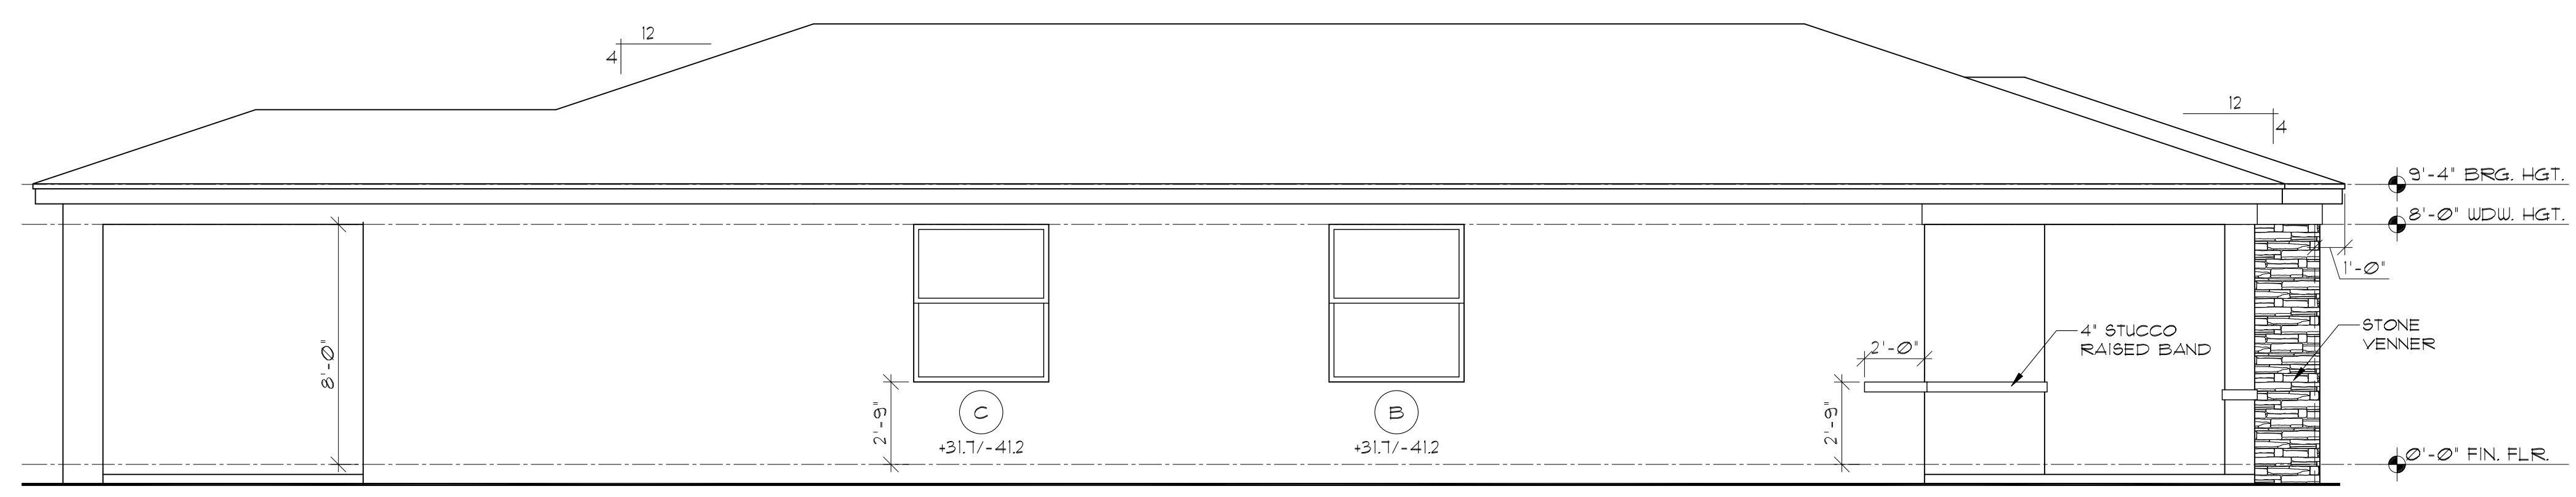 12
4
12
4
9'-4" BRG. HGT.
8'-0" WDW. HGT.
1'-0"
4" STUCCO
RAISED BAND
STONE
VENNER
2'-0"
8'-0"
2'-9"
C
+31.7/-41.2
B
+31.7/-41.2
2'-9"
0'-0" FIN. FLR.